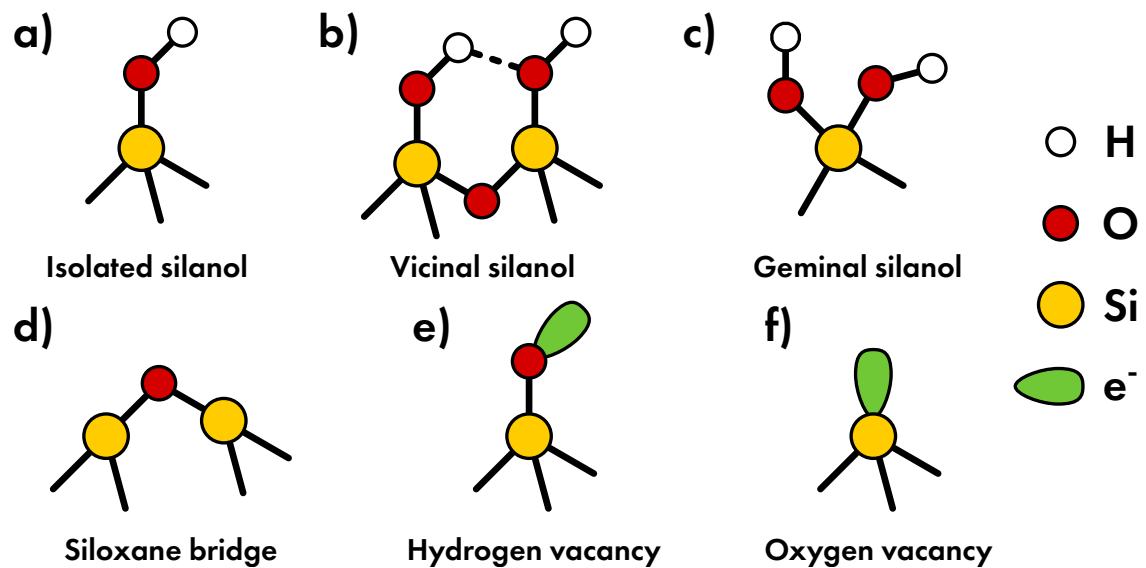 a)
b)
c)
Isolated silanol
Vicinal silanol
Geminal silanol
d)
e)
f)
Siloxane bridge
Hydrogen vacancy
Oxygen vacancy
H
O
Si
e⁻